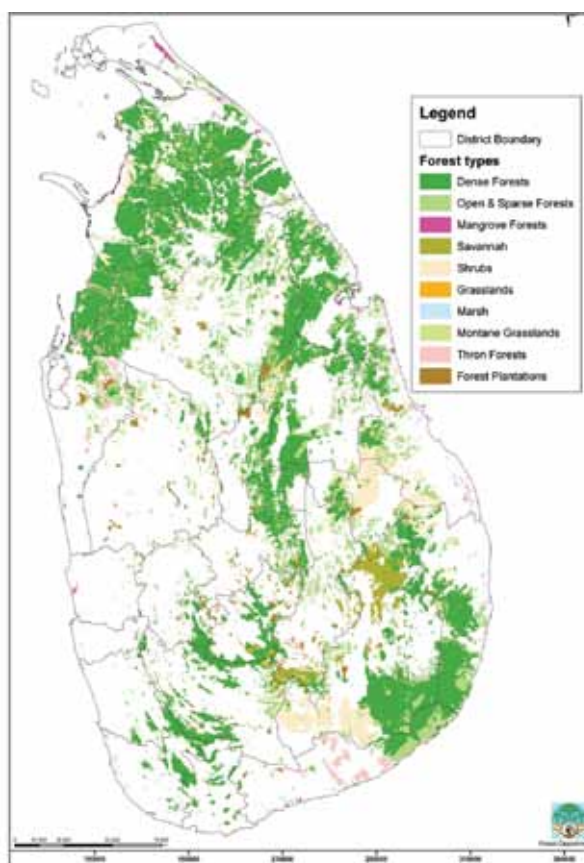 Legend
District Boundary
Forest types
Dense Forests
Open & Sparse Forests
Mangrove Forests
Savannah
Shrubs
Grasslands
Marsh
Montane Grasslands
Thron Forests
Forest Plantations